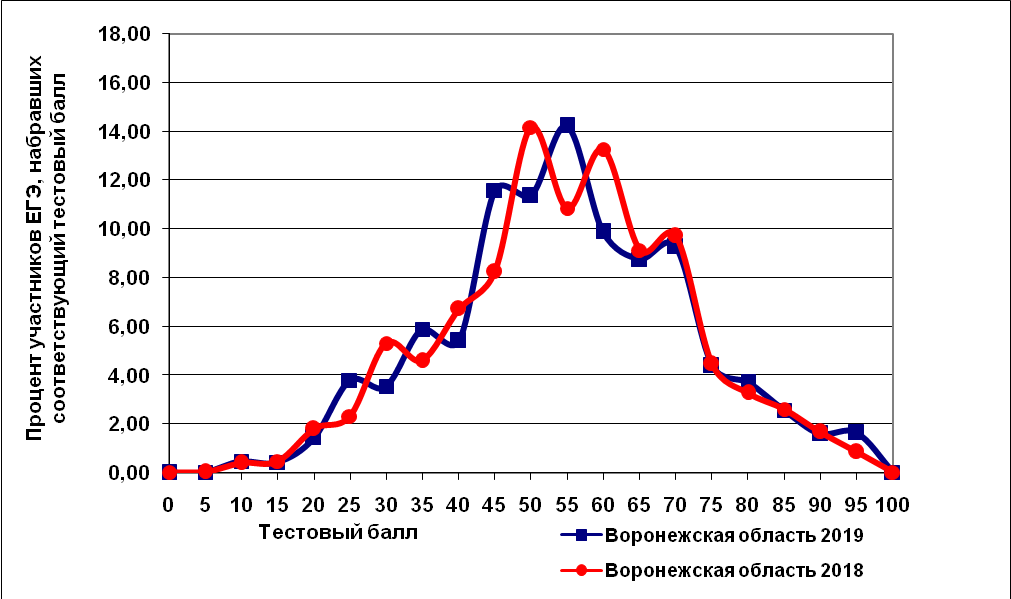 Процент участников ЕГЭ, набравших
соответствующий тестовый балл
18,00
16,00
14,00
12,00
10,00
8,00
6,00
4,00
2,00
0,00
0 5 10 15 20 25 30 35 40 45 50 55 60 65 70 75 80 85 90 95 100
Тестовый балл
Воронежская область 2019
Воронежская область 2018